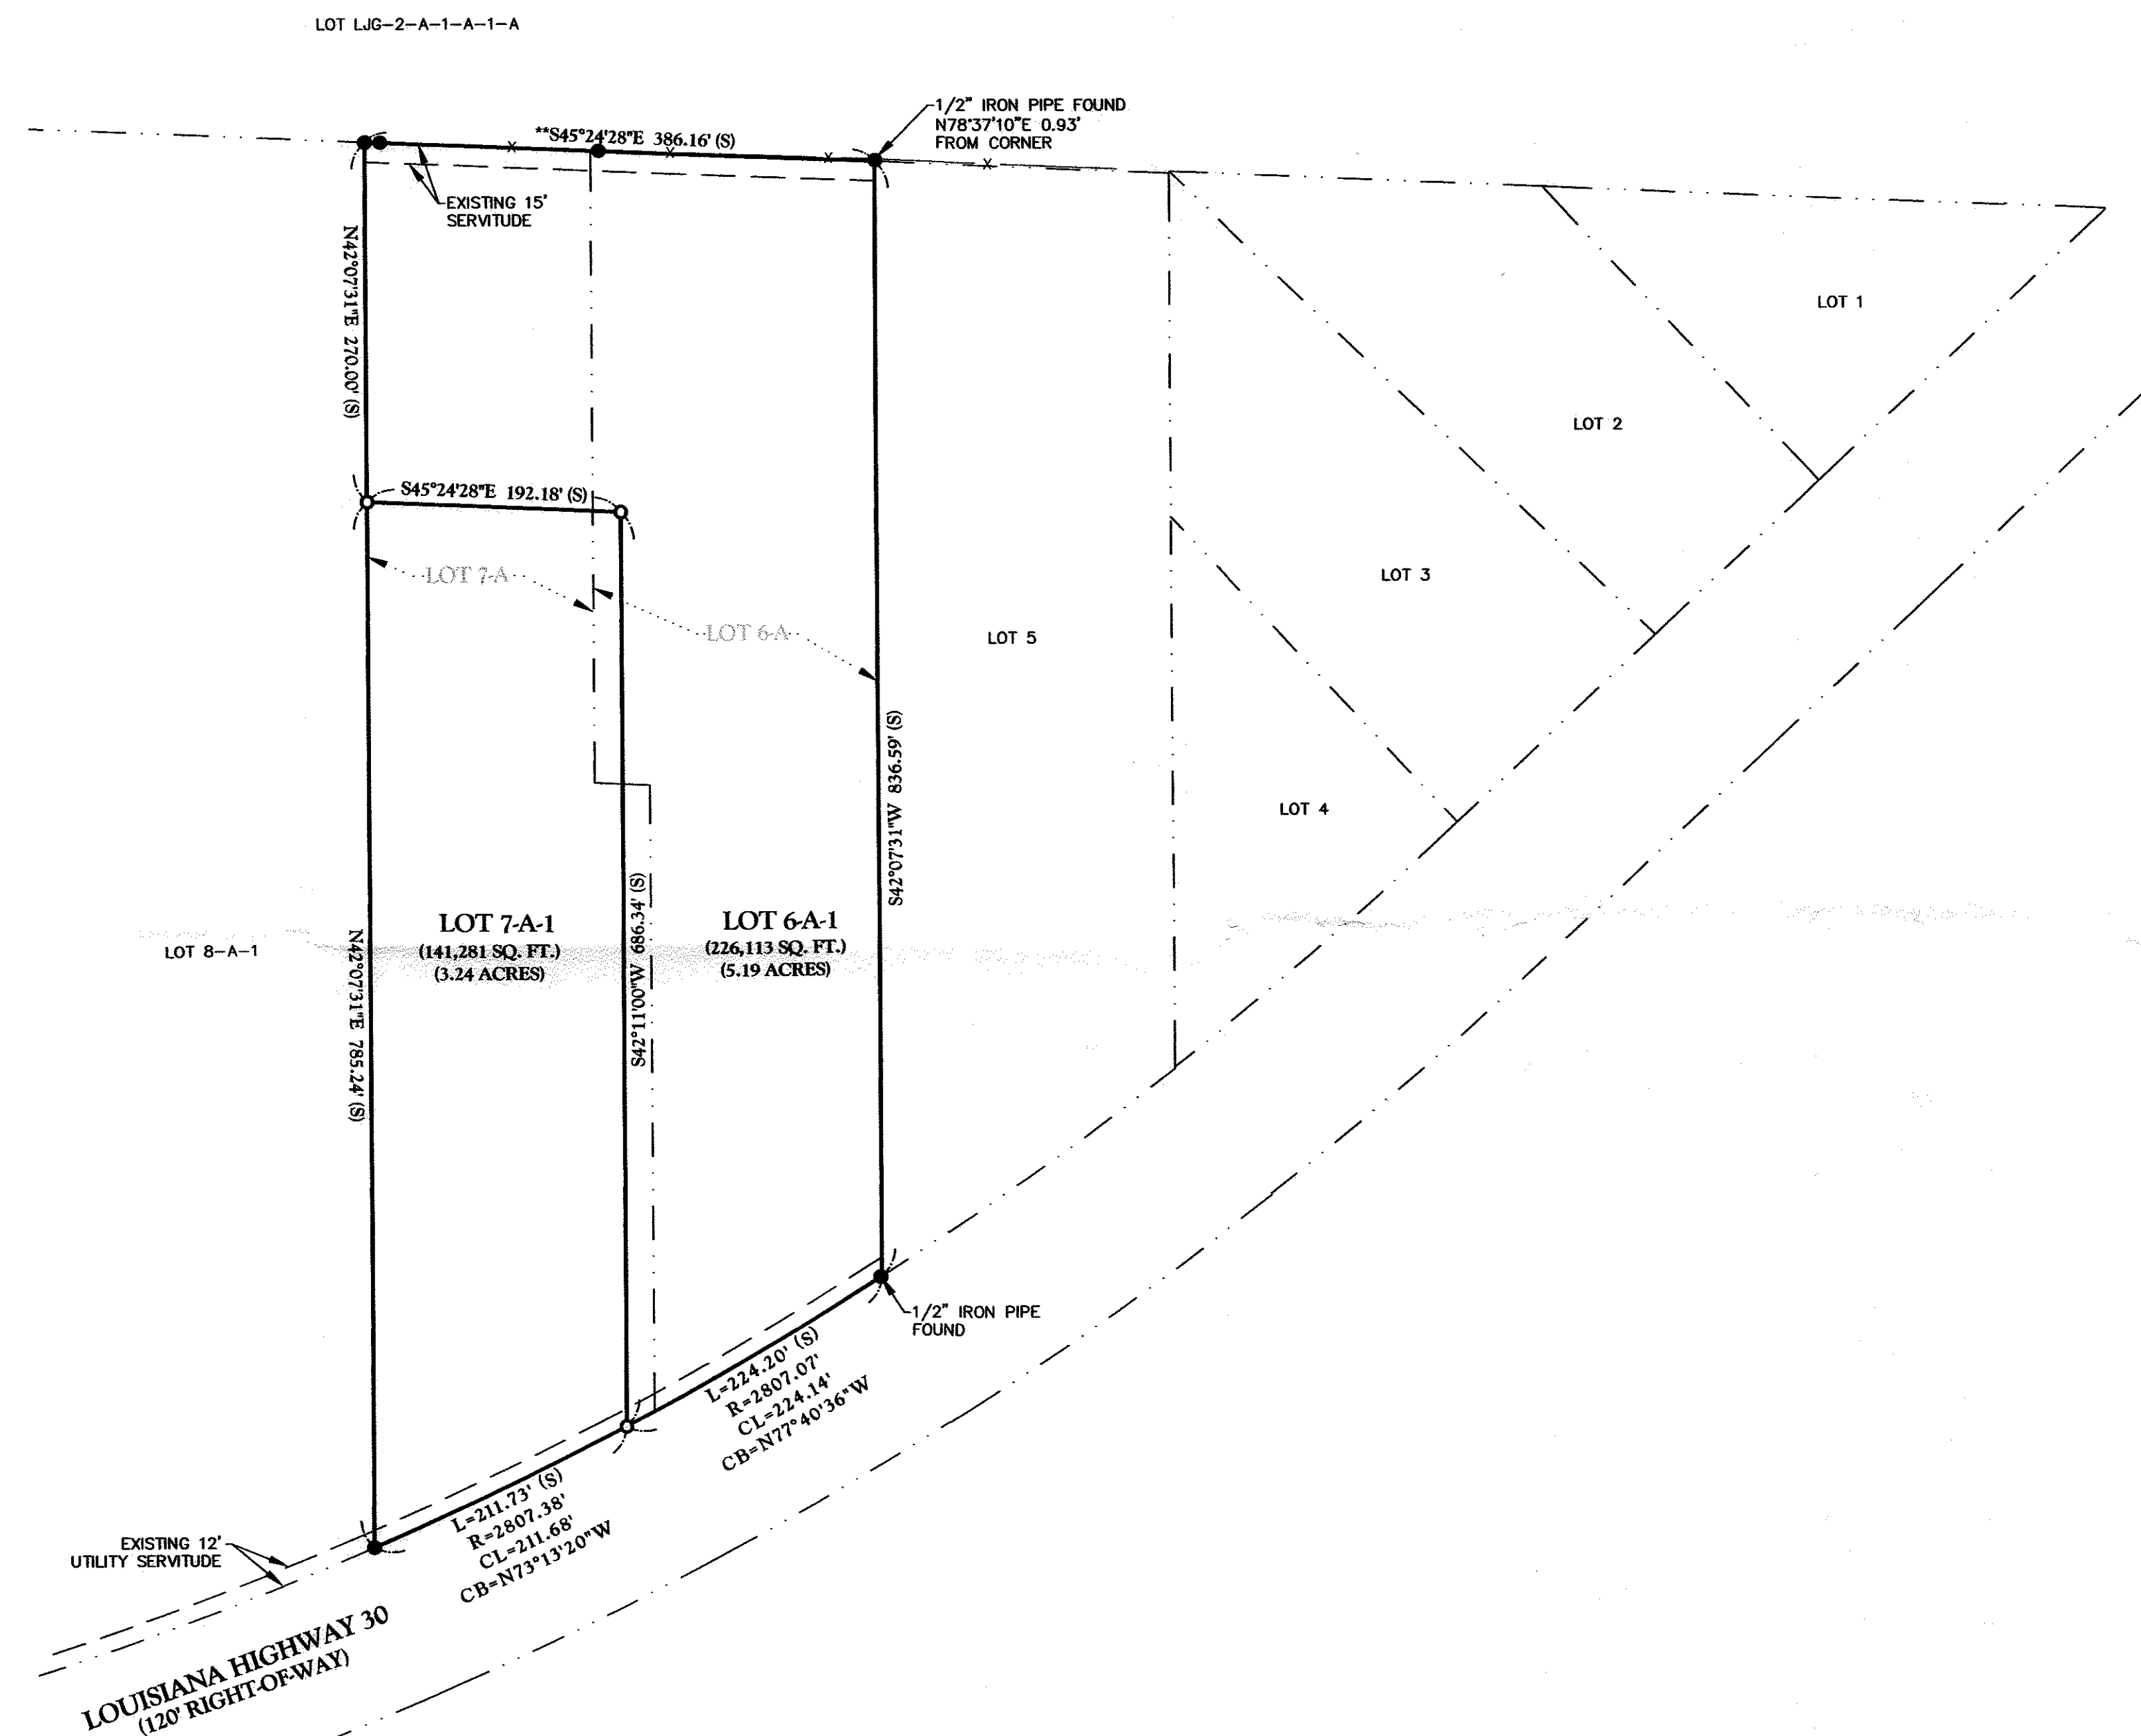 LOT LJG-2-A-1-A-1-A
1/2" IRON PIPE FOUND
N78°37'10"E 0.93'
FROM CORNER
**S45°24'28"E 386.16' (S)
EXISTING 15'
SERVITUDE
N42°07'31"E 270.00' (S)
LOT 1
LOT 2
S45°24'28"E 192.18' (S)
LOT 7-A
LOT 6-A
LOT 5
LOT 3
LOT 4
S42°07'31"W 836.59' (S)
LOT 8-A-1
N42°07'31"E 785.24' (S)
LOT 7-A-1
(141,281 SQ. FT.)
(3.24 ACRES)
S42°11'00"W 686.34' (S)
LOT 6-A-1
(226,113 SQ. FT.)
(5.19 ACRES)
1/2" IRON PIPE
FOUND
L=224.20' (S)
R=2807.07'
CL=224.14'
CB=N77°40'36"W
L=211.73' (S)
R=2807.38'
CL=211.68'
CB=N73°13'20"W
EXISTING 12'
UTILITY SERVITUDE
LOUISIANA HIGHWAY 30
(120' RIGHT-OF-WAY)